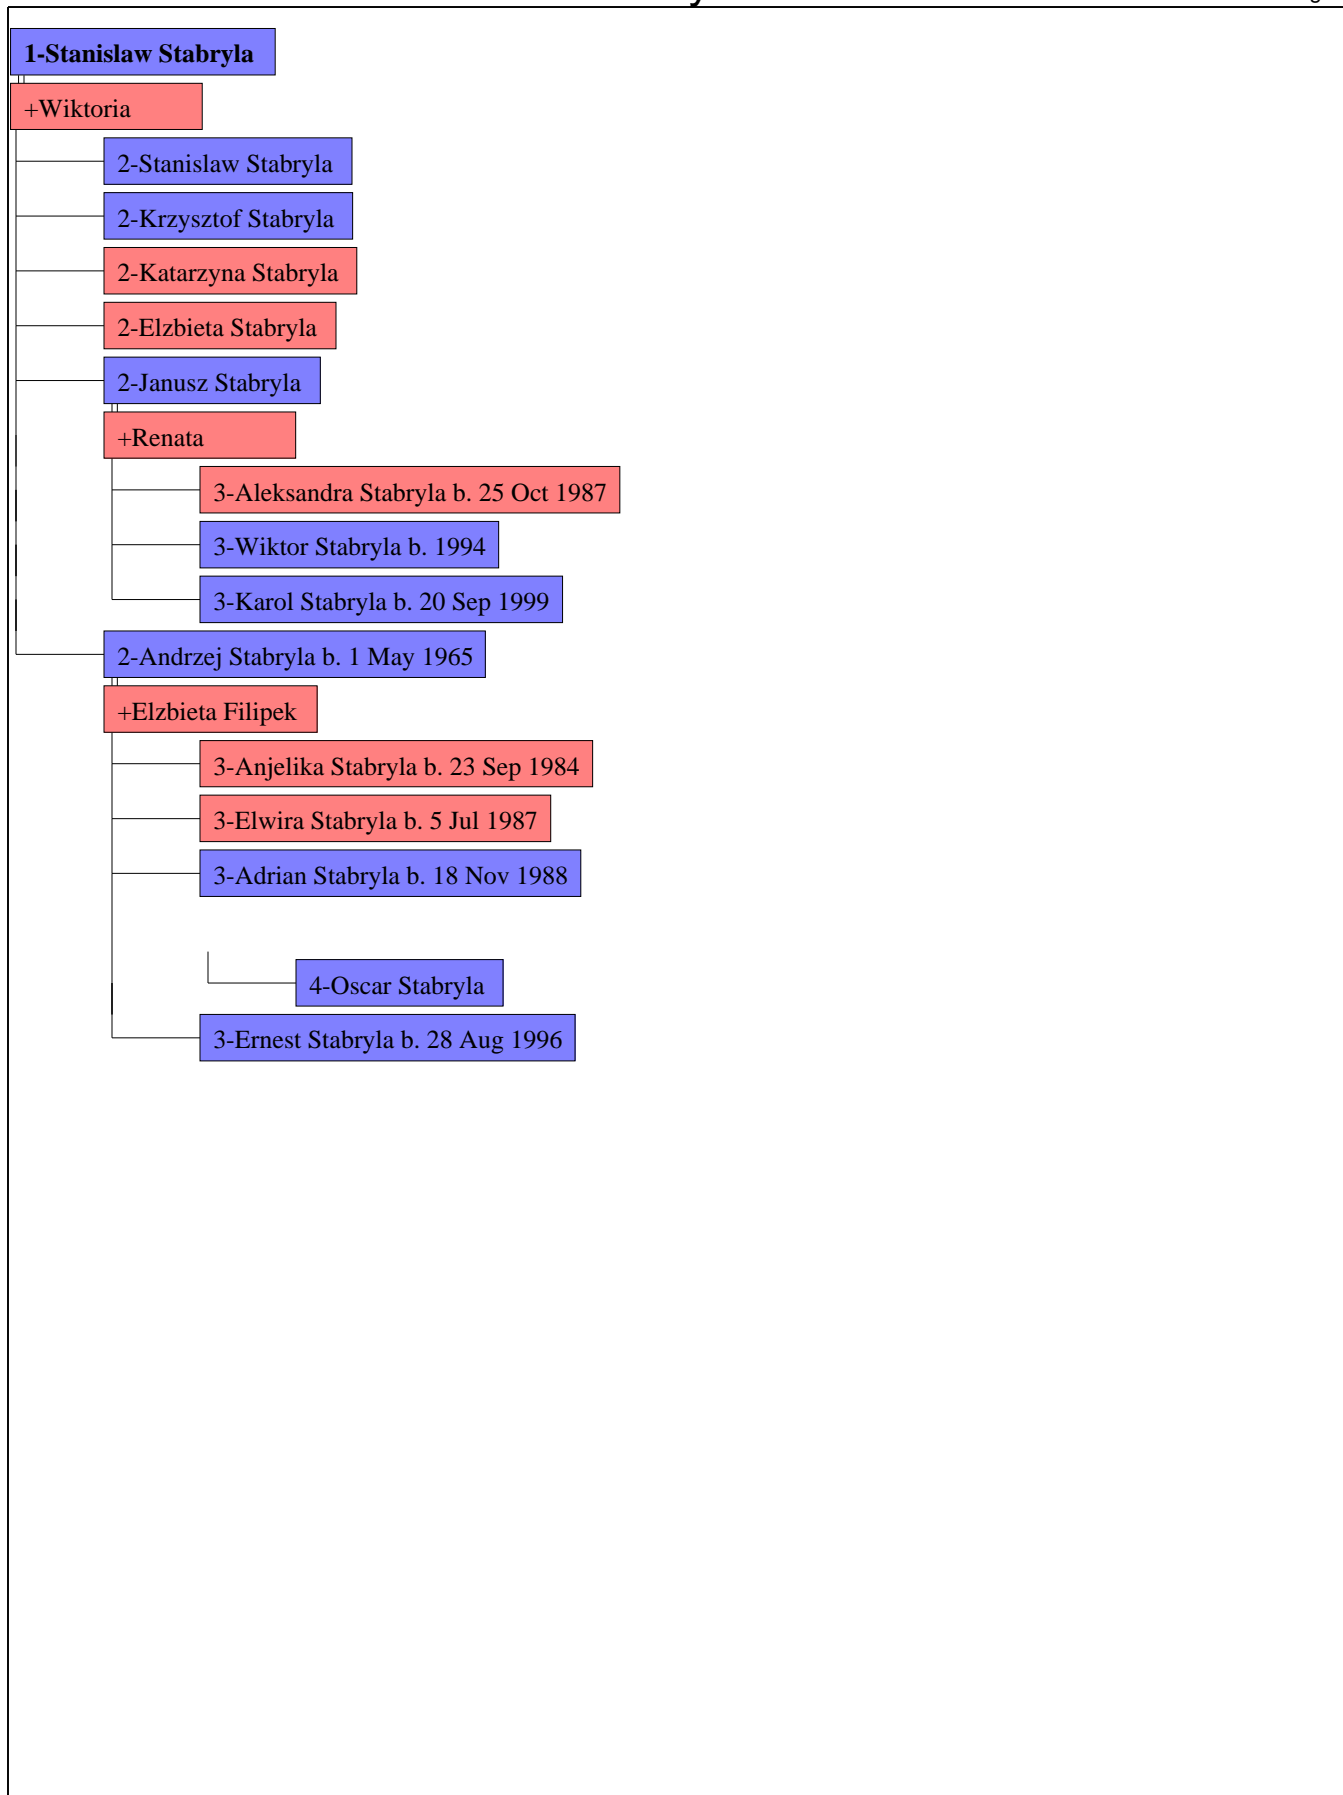 1-Stanislaw Stabryla
+Wiktoria
2-Stanislaw Stabryla
2-Krzysztof Stabryla
2-Katarzyna Stabryla
2-Elzbieta Stabryla
2-Janusz Stabryla
+Renata
3-Aleksandra Stabryla b. 25 Oct 1987
3-Wiktor Stabryla b. 1994
3-Karol Stabryla b. 20 Sep 1999
2-Andrzej Stabryla b. 1 May 1965
+Elzbieta Filipek
3-Anjelika Stabryla b. 23 Sep 1984
3-Elwira Stabryla b. 5 Jul 1987
3-Adrian Stabryla b. 18 Nov 1988
4-Oscar Stabryla
3-Ernest Stabryla b. 28 Aug 1996